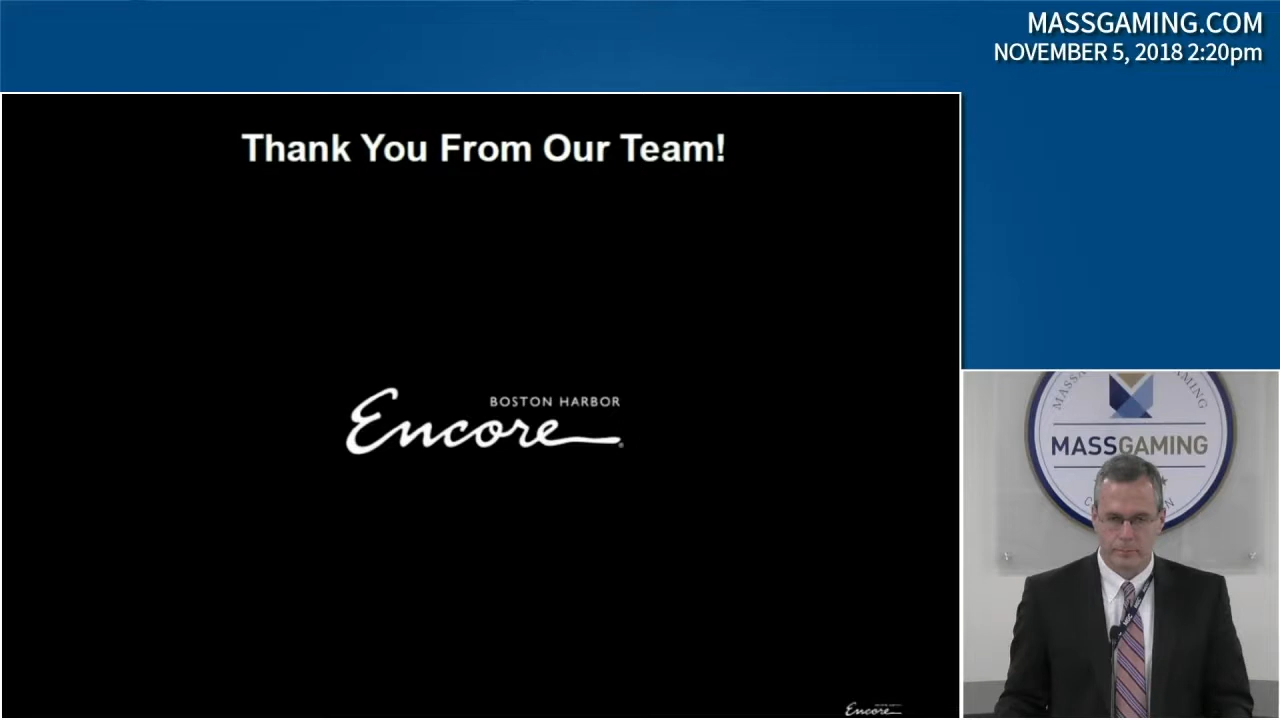 MASSGAMING.COM
NOVEMBER 5, 2018 2:20pm
Thank You From Our Team!
BOSTON HARBOR
Encore
MASSGAMING
Encore